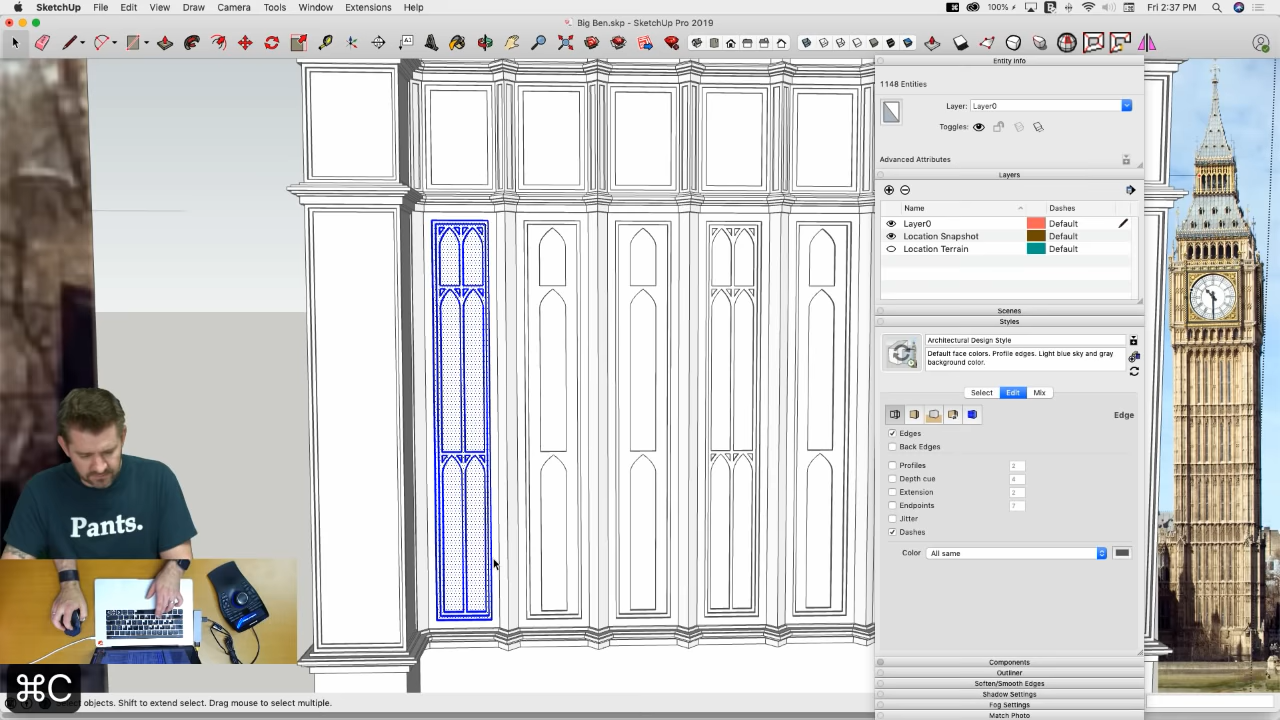 SketchUp File Edit View Draw Camera Tools Window Extensions Help 100% Fri 2:37 PM
Big Ben.skp - SketchUp Pro 2019
Entity Info
1148 Entities
Layer: Layer0
Toggles:
Advanced Attributes
Layers
Name Dashes
Layer0 Default
Location Snapshot Default
Location Terrain Default
Scenes
Styles
Architectural Design Style
Default face colors. Profile edges. Light blue sky and gray
background color.
Select Edit Mix
Edge
Edges
Back Edges
Profiles 2
Depth cue 4
Extension 2
Endpoints 7
Jitter
Dashes
Color All same
Pants.
Components
Outliner
Soften/Smooth Edges
Shadow Settings
Fog Settings
Match Photo
⌘C
objects. Shift to extend select. Drag mouse to select multiple.